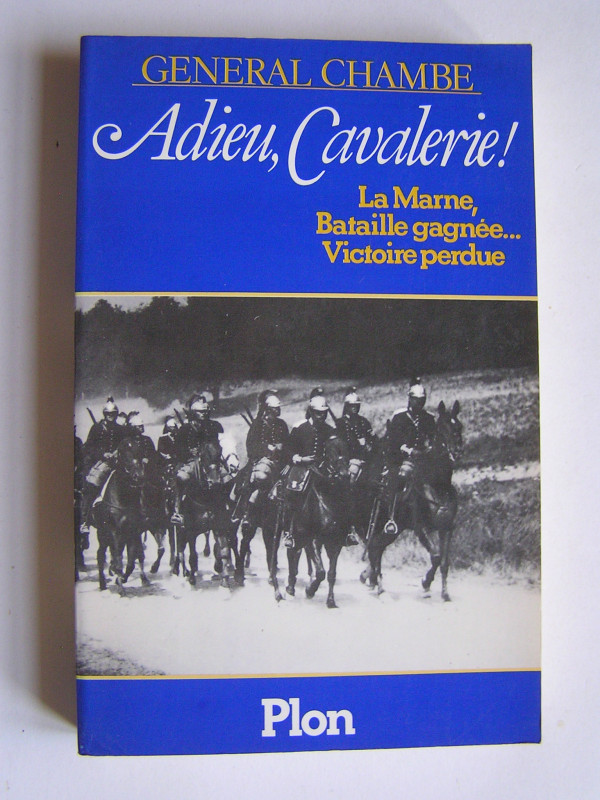 GENERAL CHAMBE
Adieu, Cavalerie!
La Marne,
Bataille gagnée...
Victoire perdue
Plon